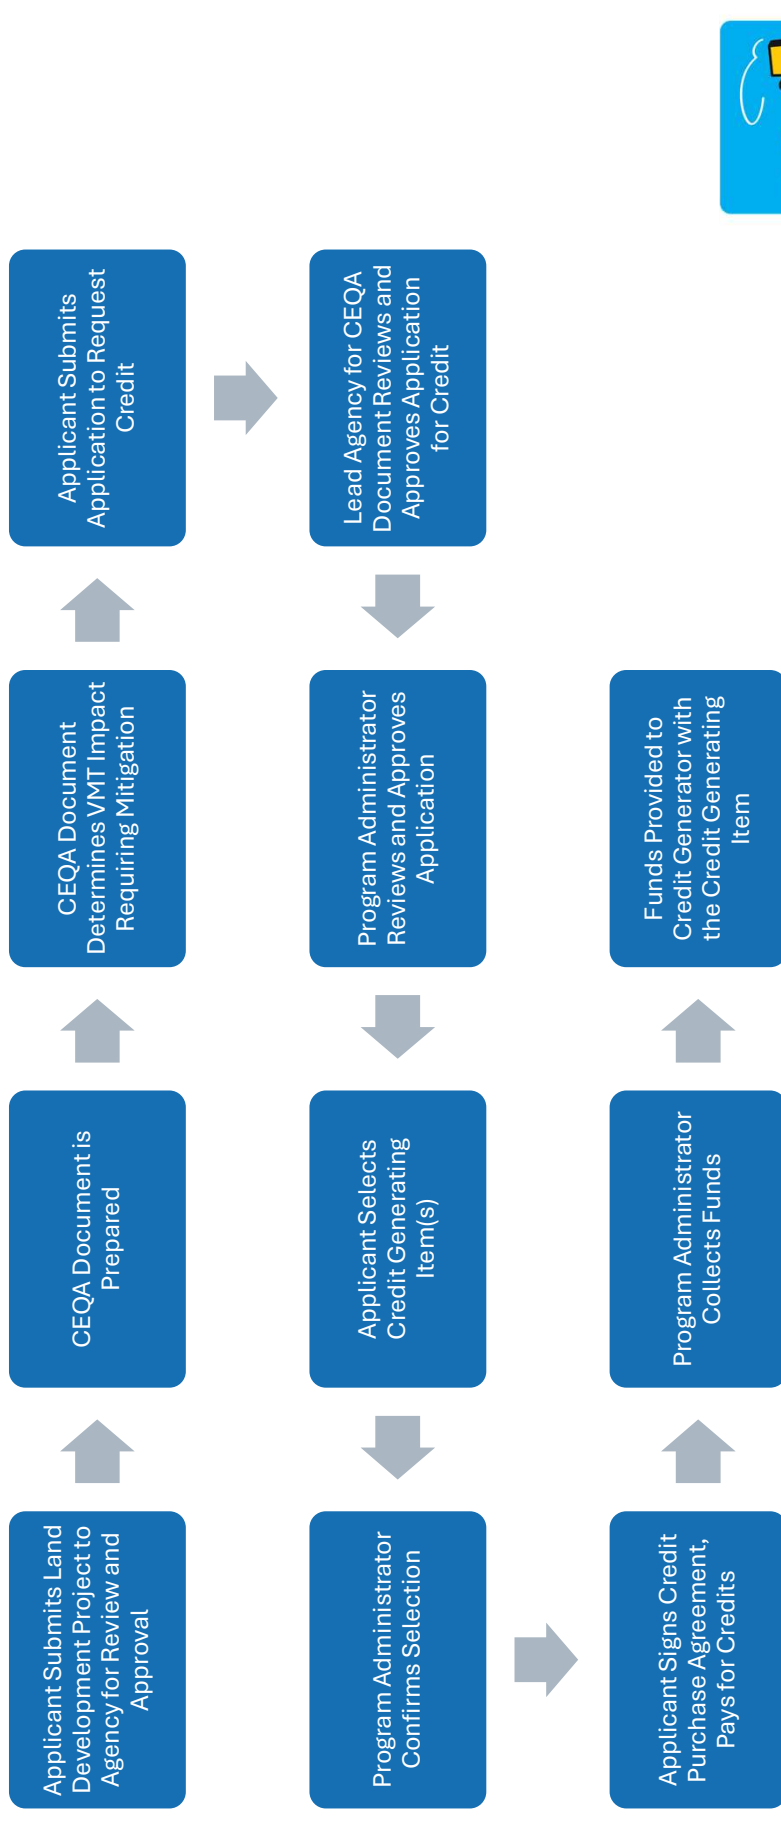 Applicant Submits Land
Development Project to
Agency for Review and
Approval
CEQA Document is
Prepared
CEQA Document
Determines VMT Impact
Requiring Mitigation
Applicant Submits
Application to Request
Credit
Lead Agency for CEQA
Document Reviews and
Approves Application
for Credit
Program Administrator
Reviews and Approves
Application
Applicant Selects
Credit Generating
Item(s)
Program Administrator
Confirms Selection
Applicant Signs Credit
Purchase Agreement,
Pays for Credits
Program Administrator
Collects Funds
Funds Provided to
Credit Generator with
the Credit Generating
Item